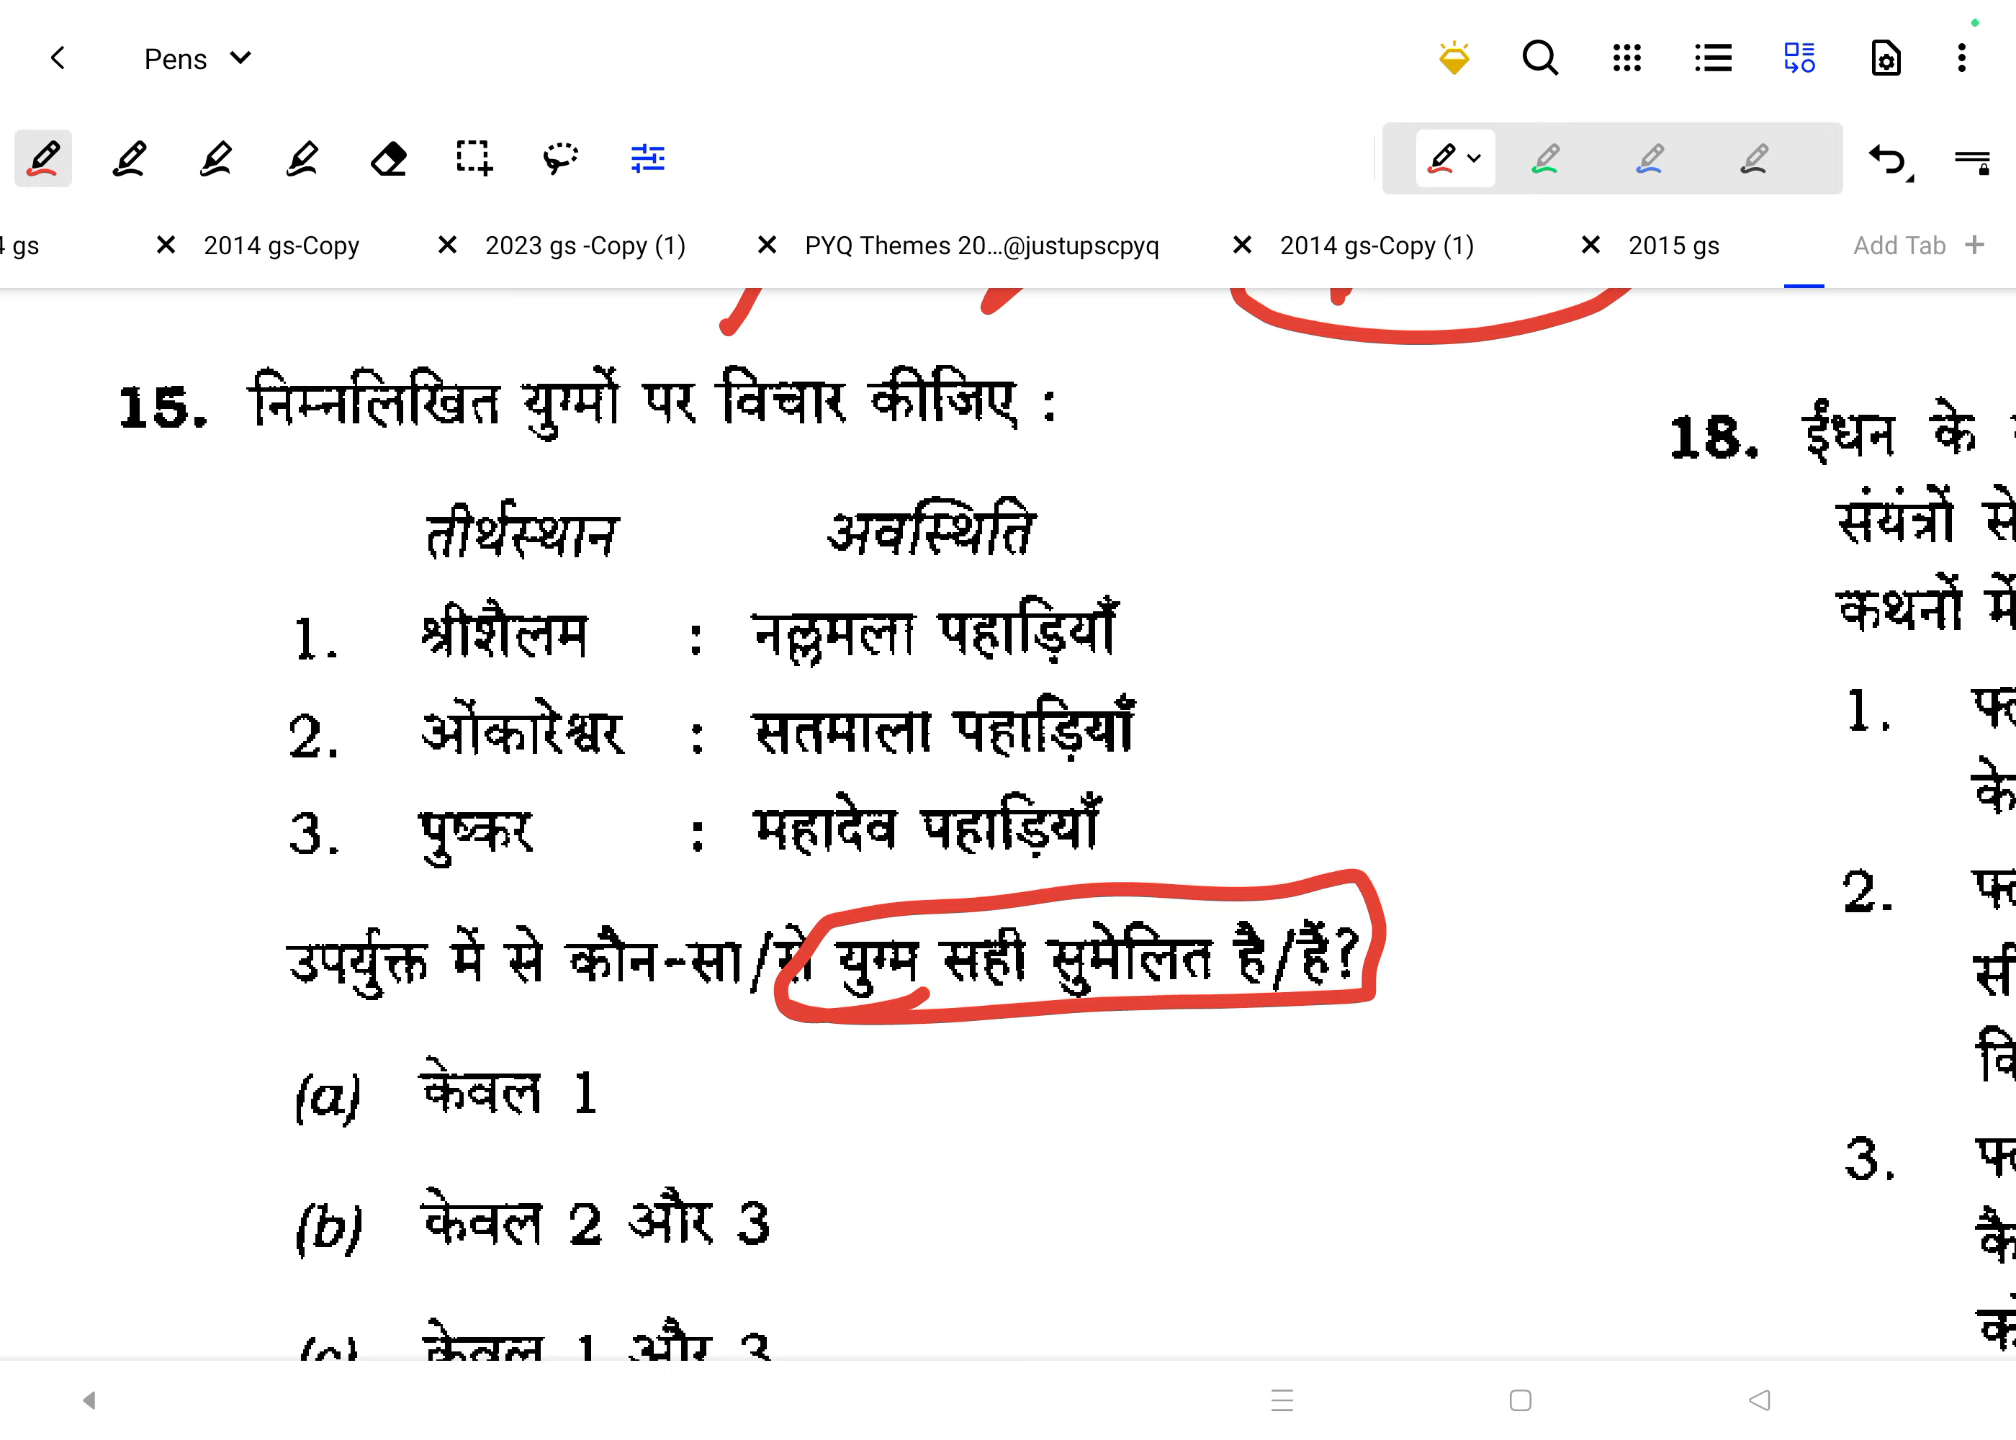 Pens
4 gs
2014 gs-Copy
2023 gs -Copy (1)
PYQ Themes 20...@justupscpyq
2014 gs-Copy (1)
2015 gs
Add Tab +
15. निम्नलिखित युग्मों पर विचार कीजिए :
तीर्थस्थान अवस्थिति
1. श्रीशैलम : नल्लमला पहाड़ियाँ
2. ओंकारेश्वर : सतमाला पहाड़ियाँ
3. पुष्कर : महादेव पहाड़ियाँ
उपर्युक्त में से कौन-सा/से युग्म सही सुमेलित है/हैं?
(a) केवल 1
(b) केवल 2 और 3
(c) केवल 1 और 3
18. ईंधन के
संयंत्रों से
कथनों में
1.
के
2.
3.